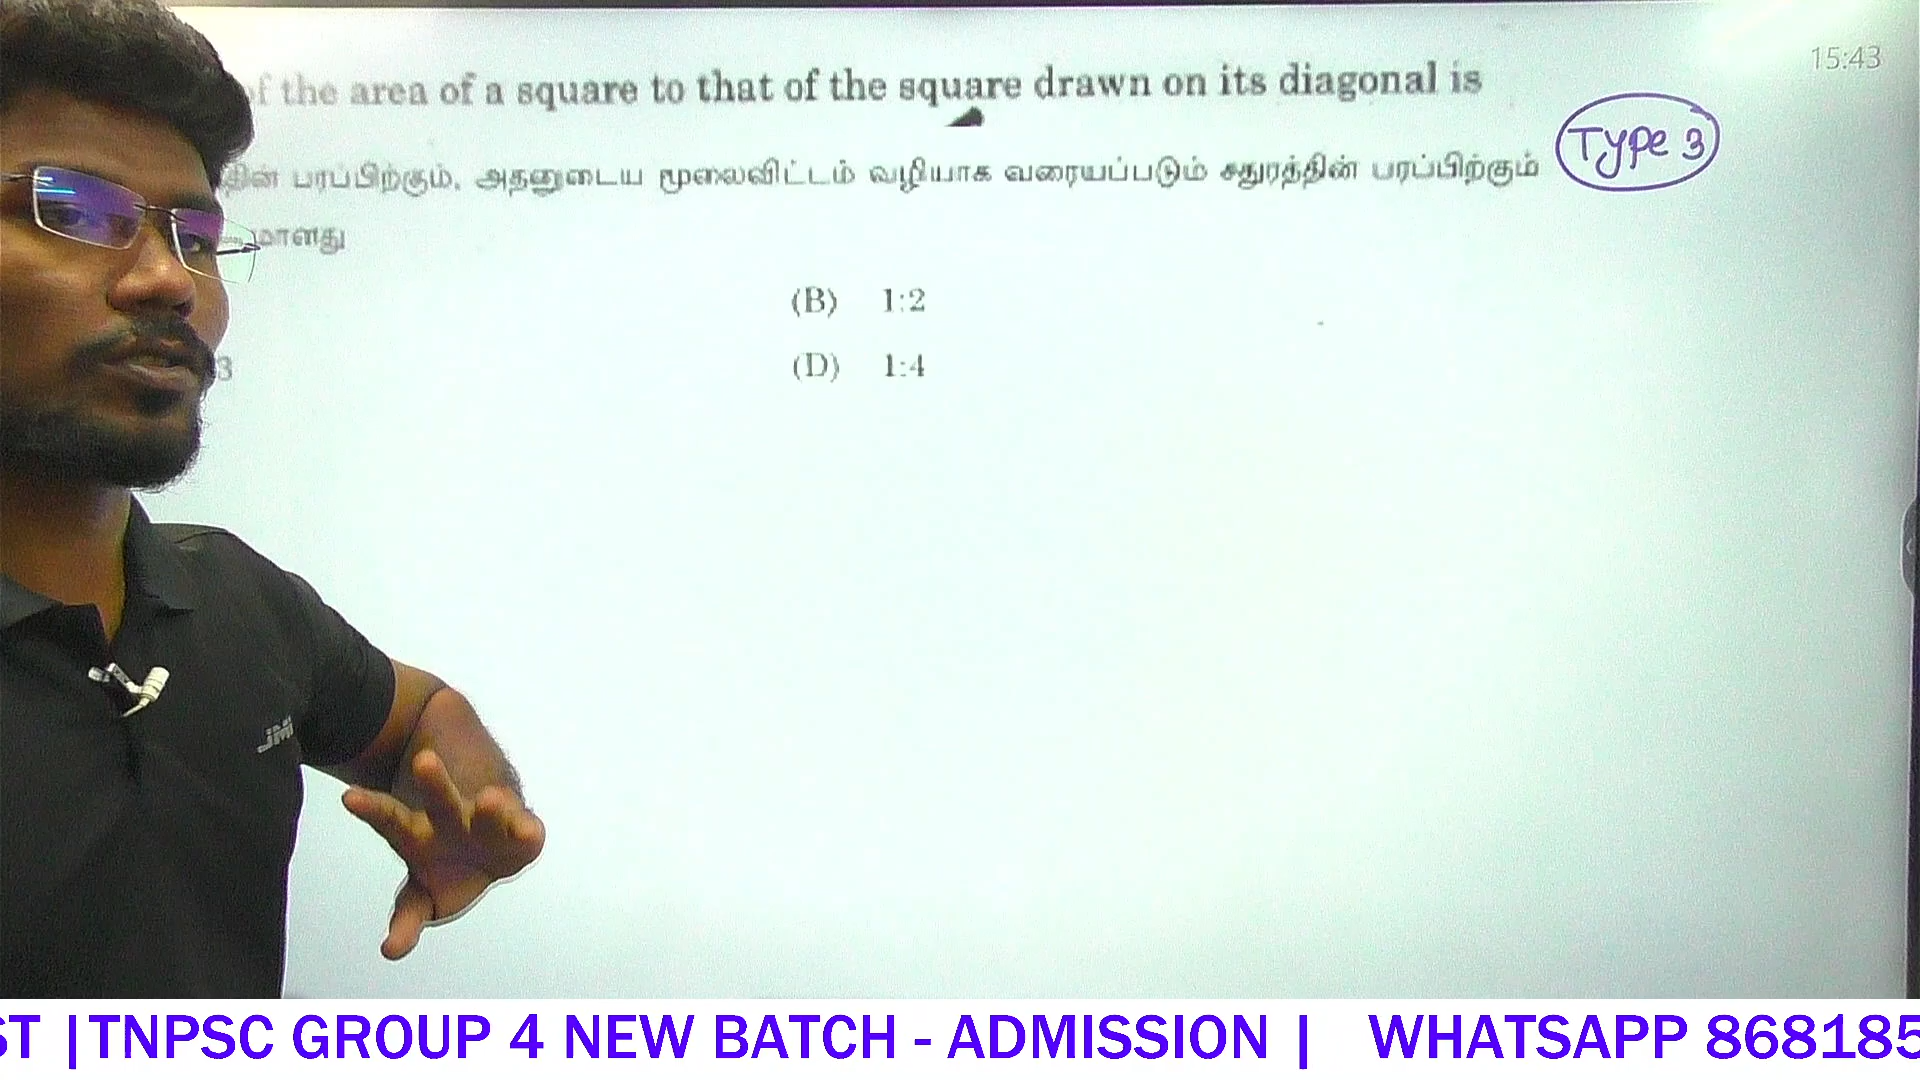 of the area of a square to that of the square drawn on its diagonal is
15:43
Type 3
பரப்பிற்கும், அதனுடைய மூலைவிட்டம் வழியாக வரையப்படும் சதுரத்தின் பரப்பிற்கும்
(B) 1:2
3
(D) 1:4
JMI
|TNPSC GROUP 4 NEW BATCH - ADMISSION | WHATSAPP 868185